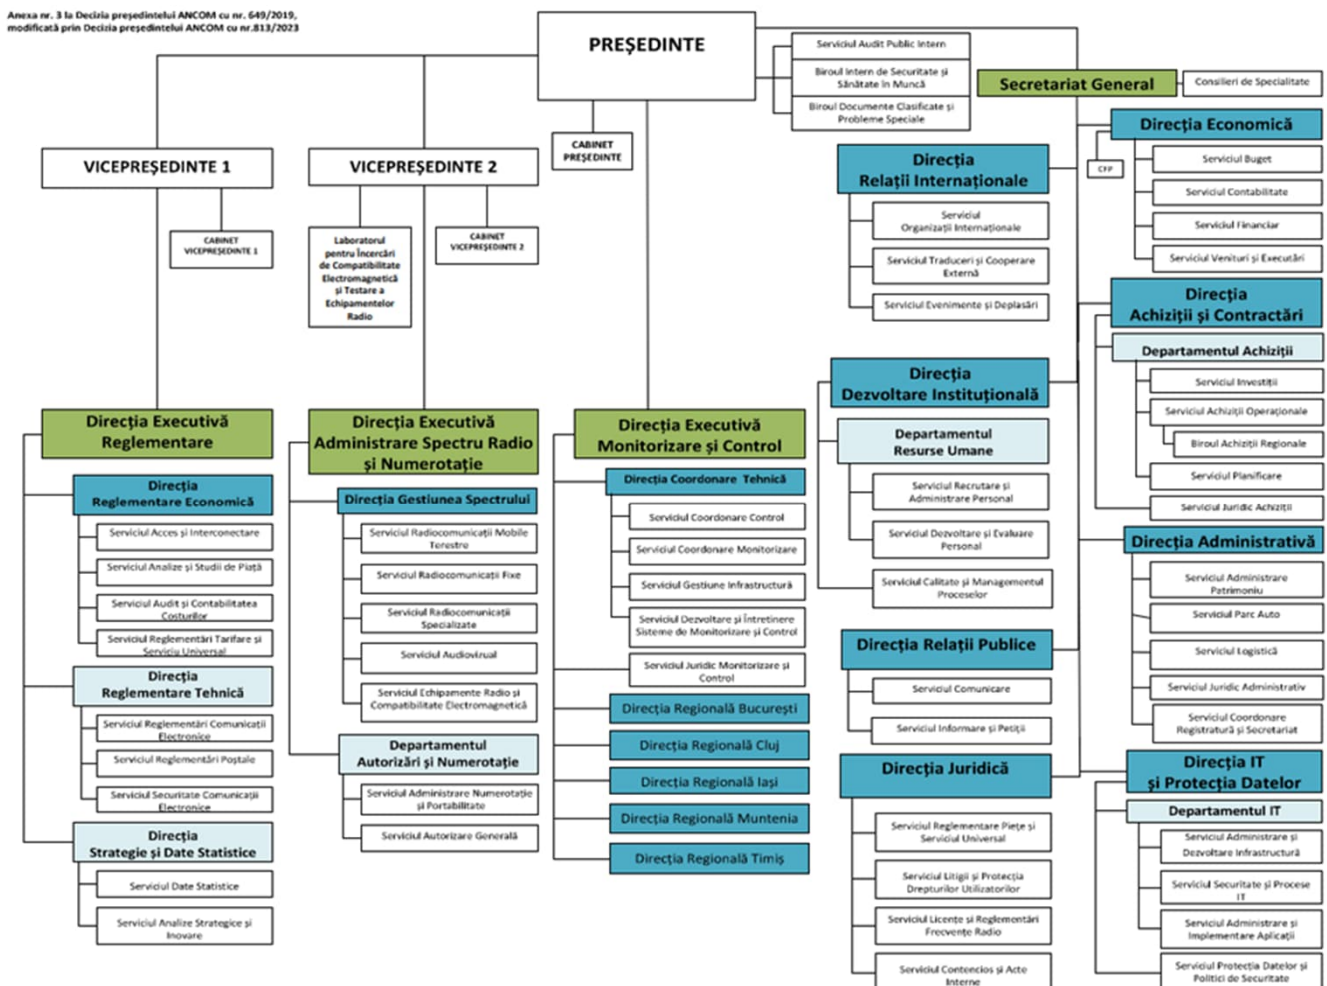 Anexa nr. 3 la Decizia președintelui ANCOM cu nr. 649/2019,
modificată prin Decizia președintelui ANCOM cu nr.813/2023
PREŞEDINTE
Serviciul Audit Public Intern
Biroul Intern de Securitate și
Sănătate în Muncă
Biroul Documente Clasificate și
Probleme Speciale
Secretariat General
Consilieri de Specialitate
CABINET
PREŞEDINTE
VICEPREŞEDINTE 1
CABINET
VICEPREŞEDINTE 1
VICEPREŞEDINTE 2
Laboratorul
pentru Încercări
de Compatibilitate
Electromagnetică
și Testare a
Echipamentelor
Radio
CABINET
VICEPREŞEDINTE 2
Direcția Executivă
Reglementare
Direcția
Reglementare Economică
Serviciul Acces și Interconectare
Serviciul Analize și Studii de Piață
Serviciul Audit și Contabilitatea
Costurilor
Serviciul Reglementări Tarifare și
Serviciu Universal
Direcția
Reglementare Tehnică
Serviciul Reglementări Comunicații
Electronice
Serviciul Reglementări Poștale
Serviciul Securitate Comunicații
Electronice
Direcția
Strategie și Date Statistice
Serviciul Date Statistice
Serviciul Analize Strategice și
Inovare
Direcția Executivă
Administrare Spectru Radio
și Numerotație
Direcția Gestiunea Spectrului
Serviciul Radiocomunicații Mobile
Terestre
Serviciul Radiocomunicații Fixe
Serviciul Radiocomunicații
Specializate
Serviciul Audiovizual
Serviciul Echipamente Radio și
Compatibilitate Electromagnetică
Departamentul
Autorizări și Numerotație
Serviciul Administrare Numerotație
și Portabilitate
Serviciul Autorizare Generală
Direcția Executivă
Monitorizare și Control
Direcția Coordonare Tehnică
Serviciul Coordonare Control
Serviciul Coordonare Monitorizare
Serviciul Gestiune Infrastructură
Serviciul Dezvoltare și Întretinere
Sisteme de Monitorizare și Control
Serviciul Juridic Monitorizare și
Control
Direcția Regională București
Direcția Regională Cluj
Direcția Regională Iași
Direcția Regională Muntenia
Direcția Regională Timiș
Direcția
Relații Internaționale
Serviciul
Organizații Internaționale
Serviciul Traduceri și Cooperare
Externă
Serviciul Evenimente și Deplasări
Direcția
Dezvoltare Instituțională
Departamentul
Resurse Umane
Serviciul Recrutare și
Administrare Personal
Serviciul Dezvoltare și Evaluare
Personal
Serviciul Calitate și Managementul
Proceselor
Direcția Relații Publice
Serviciul Comunicare
Serviciul Informare și Petiții
Direcția Juridică
Serviciul Reglementare Piețe și
Serviciul Universal
Serviciul Litigii și Protecția
Drepturilor Utilizatorilor
Serviciul Licențe și Reglementări
Frecvențe Radio
Serviciul Contencios și Acte
Interne
Direcția Economică
CFP
Serviciul Buget
Serviciul Contabilitate
Serviciul Financiar
Serviciul Venituri și Executări
Direcția
Achiziții și Contractări
Departamentul Achiziții
Serviciul Investiții
Serviciul Achiziții Operaționale
Biroul Achiziții Regionale
Serviciul Planificare
Serviciul Juridic Achiziții
Direcția Administrativă
Serviciul Administrare
Patrimoniu
Serviciul Parc Auto
Serviciul Logistică
Serviciul Juridic Administrativ
Serviciul Coordonare
Registratură și Secretariat
Direcția IT
și Protecția Datelor
Departamentul IT
Serviciul Administrare și
Dezvoltare Infrastructură
Serviciul Securitate și Procese
IT
Serviciul Administrare și
Implementare Aplicații
Serviciul Protecția Datelor și
Politici de Securitate